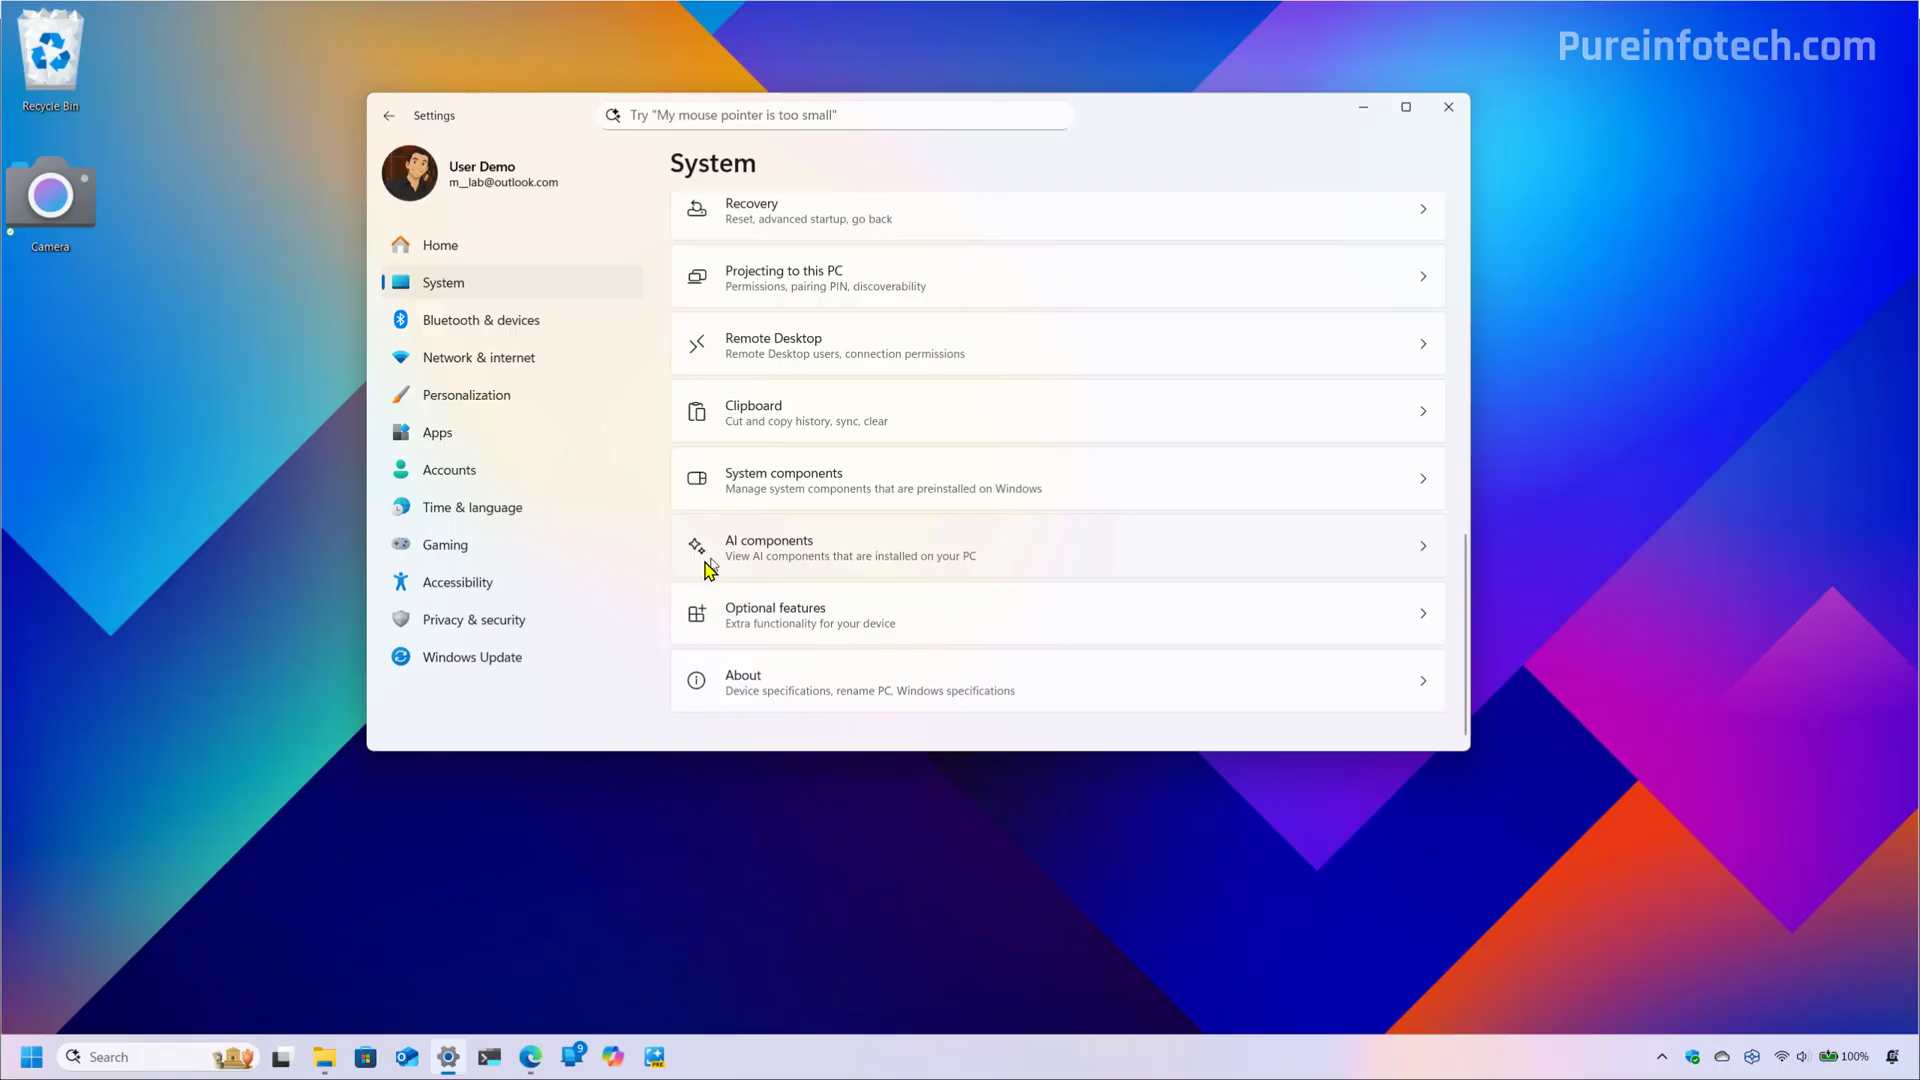 Pureinfotech.com
Recycle Bin
Camera
Settings
Try "My mouse pointer is too small"
User Demo
m__lab@outlook.com
Home
System
Bluetooth & devices
Network & internet
Personalization
Apps
Accounts
Time & language
Gaming
Accessibility
Privacy & security
Windows Update
System
Recovery
Reset, advanced startup, go back
Projecting to this PC
Permissions, pairing PIN, discoverability
Remote Desktop
Remote Desktop users, connection permissions
Clipboard
Cut and copy history, sync, clear
System components
Manage system components that are preinstalled on Windows
AI components
View AI components that are installed on your PC
Optional features
Extra functionality for your device
About
Device specifications, rename PC, Windows specifications
Search
9
PRE
100%